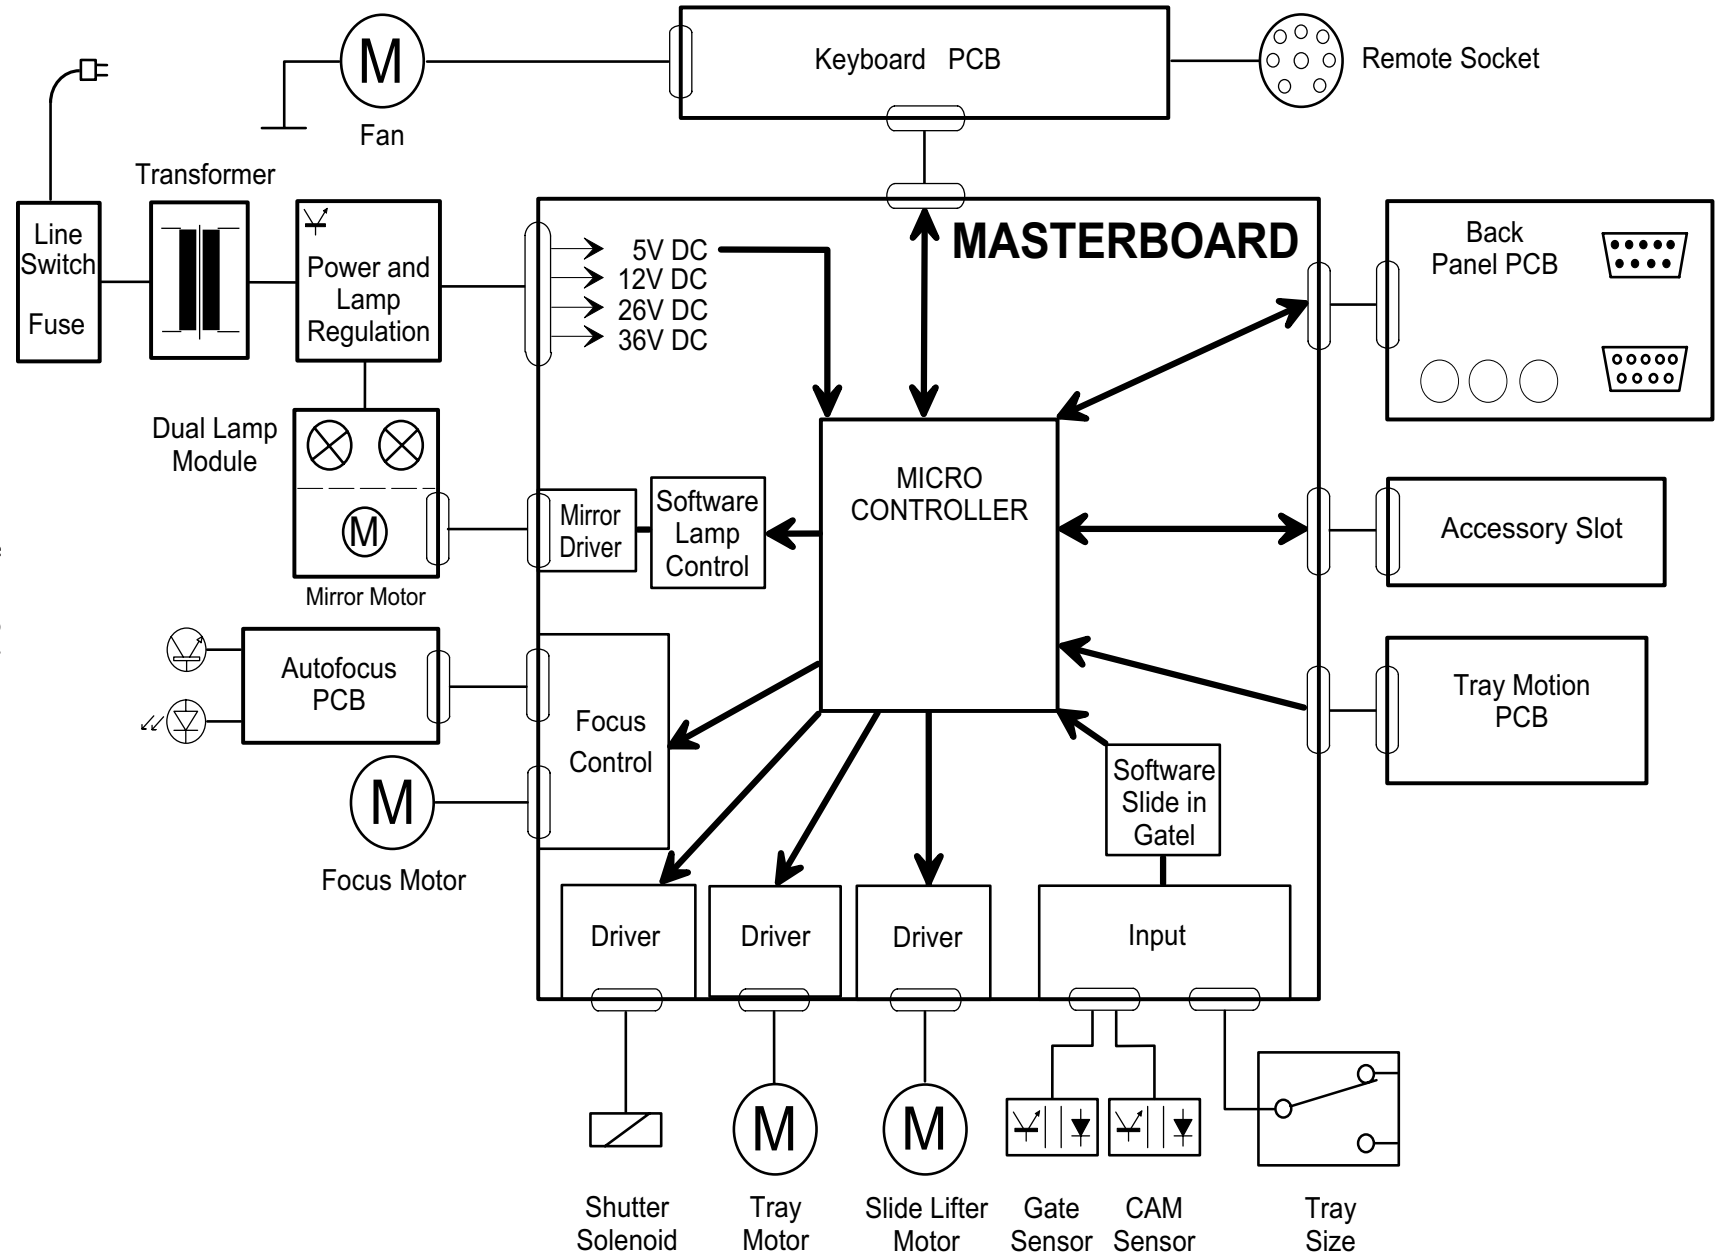 M
Keyboard PCB
Remote Socket
Fan
Transformer
Line
Switch
Fuse
Power and
Lamp
Regulation
5V DC
12V DC
26V DC
36V DC
MASTERBOARD
Back
Panel PCB
Dual Lamp
Module
M
Mirror Motor
Mirror
Driver
Software
Lamp
Control
MICRO
CONTROLLER
Accessory Slot
Autofocus
PCB
Focus
Control
M
Focus Motor
Tray Motion
PCB
Software
Slide in
Gatel
Driver
Driver
Driver
Input
M
M
Shutter
Solenoid
Tray
Motor
Slide Lifter
Motor
Gate
Sensor
CAM
Sensor
Tray
Size